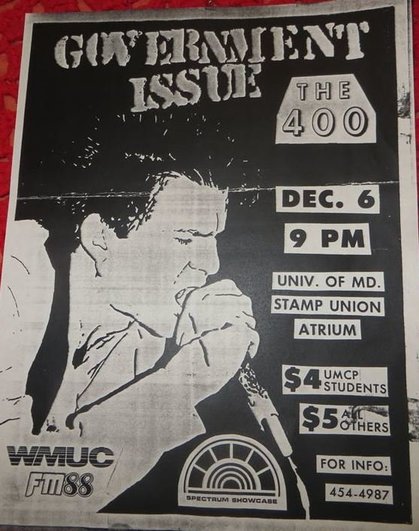 GOVERNMENT
ISSUE
THE
400
DEC. 6
9 PM
UNIV. OF MD.
STAMP UNION
ATRIUM
$4 UMCP
STUDENTS
$5 ALL
OTHERS
WMUC
FM88
SPECTRUM SHOWCASE
FOR INFO:
454-4987